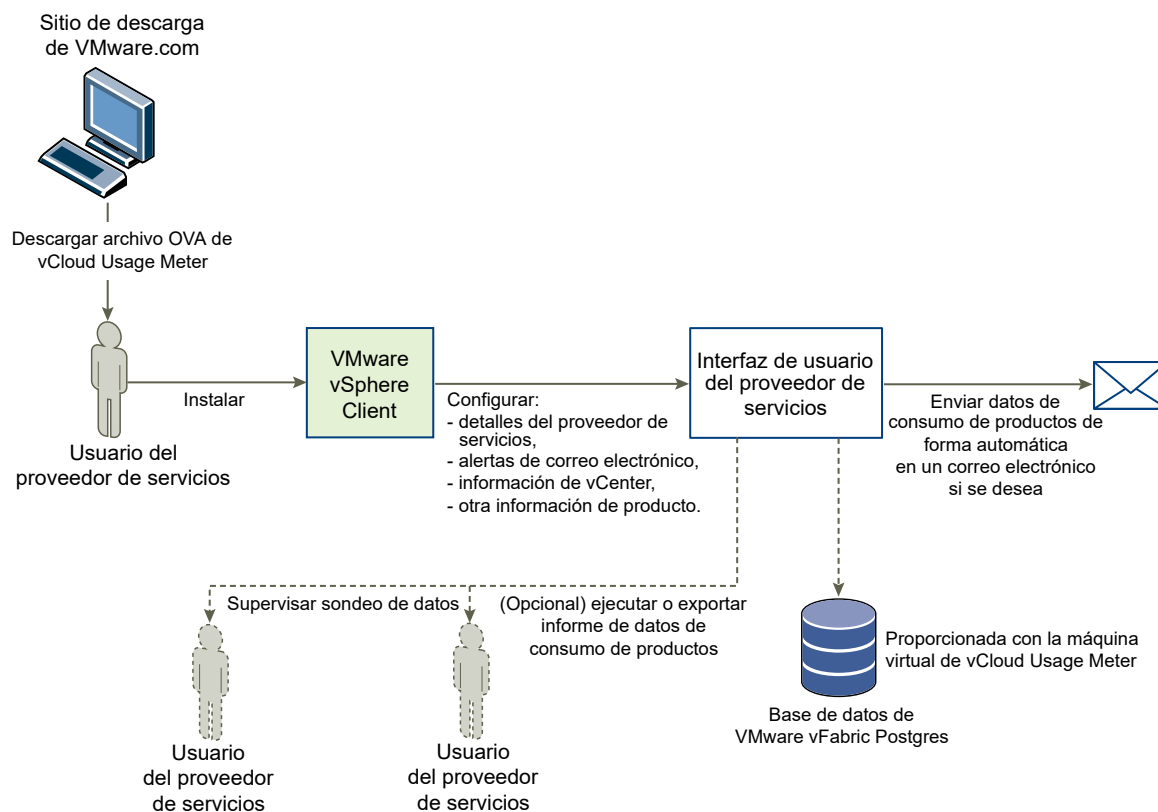 Sitio de descarga
de VMware.com
Descargar archivo OVA de
vCloud Usage Meter
Usuario del
proveedor de servicios
Instalar
VMware
vSphere
Client
Configurar:
- detalles del proveedor de
servicios,
- alertas de correo electrónico,
- información de vCenter,
- otra información de producto.
Interfaz de usuario
del proveedor de
servicios
Enviar datos de
consumo de productos de
forma automática
en un correo electrónico
si se desea
Supervisar sondeo de datos
(Opcional) ejecutar o exportar
informe de datos de
consumo de productos
Usuario
del proveedor
de servicios
Usuario
del proveedor
de servicios
Proporcionada con la máquina
virtual de vCloud Usage Meter
Base de datos de
VMware vFabric Postgres